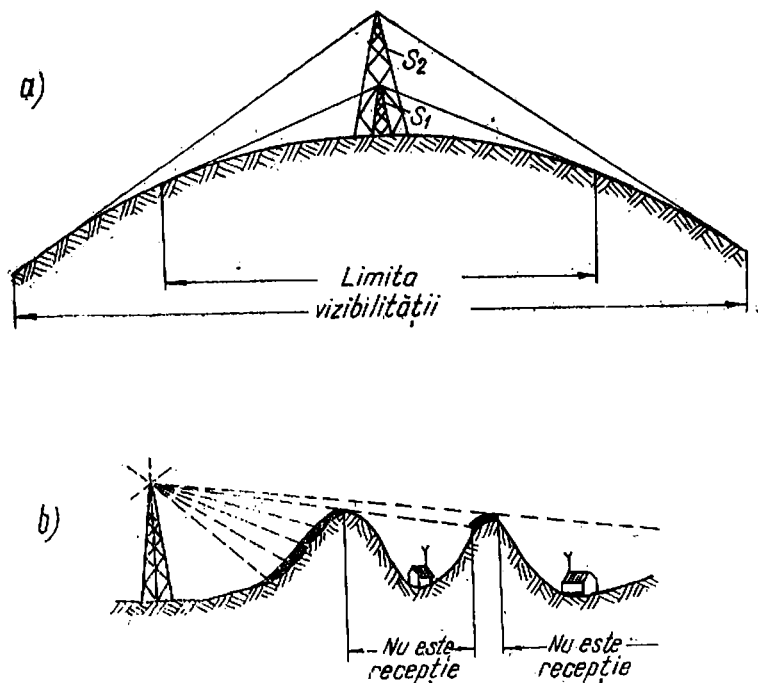 a)
S2
S1
Limita
vizibilității
b)
Nu este
recepție
Nu este
recepție